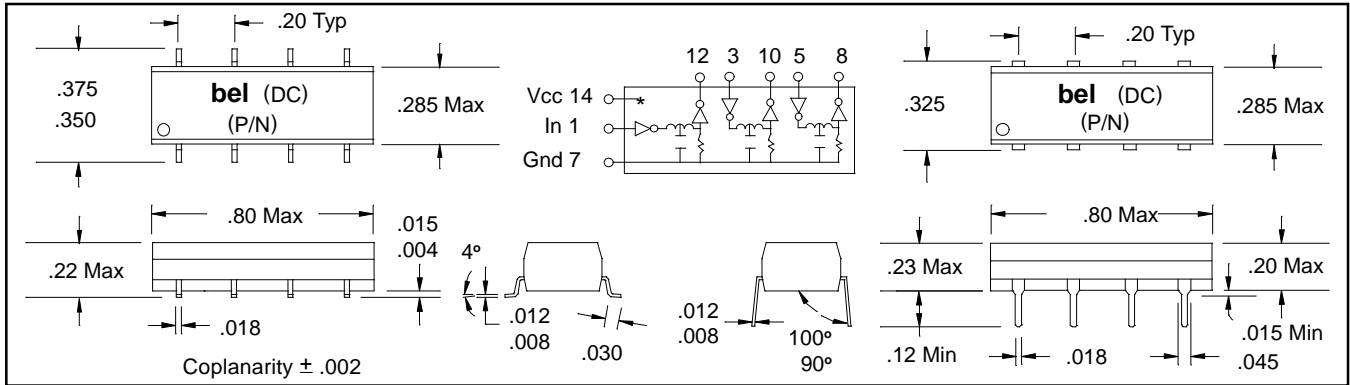 .20 Typ
.375
.350
bel (DC)
(P/N)
.285 Max
12 3 10 5 8
Vcc 14
*
In 1
Gnd 7
.20 Typ
.325
bel (DC)
(P/N)
.285 Max
.80 Max
.22 Max
.015
.004
.018
Coplanarity ± .002
4º
.012
.008
.030
.012
.008
100º
90º
.80 Max
.23 Max
.20 Max
.12 Min
.018
.015 Min
.045